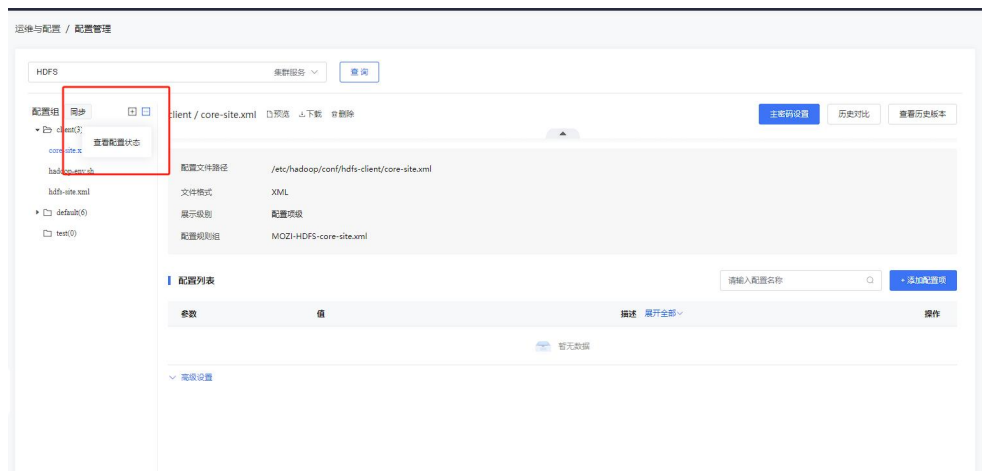 运维与配置 / 配置管理
HDFS 集群服务 查 询
配置组 同步
client(3)
查看配置状态
core-site.x
hadoop-env.sh
hdfs-site.xml
default(6)
test(0)
client / core-site.xml 预览 下载 删除
主密码设置 历史对比 查看历史版本
配置文件路径 /etc/hadoop/conf/hdfs-client/core-site.xml
文件格式 XML
展示级别 配置项级
配置规则组 MOZI-HDFS-core-site.xml
配置列表
请输入配置名称 + 添加配置项
参数 值 描述 展开全部 操作
暂无数据
高级设置